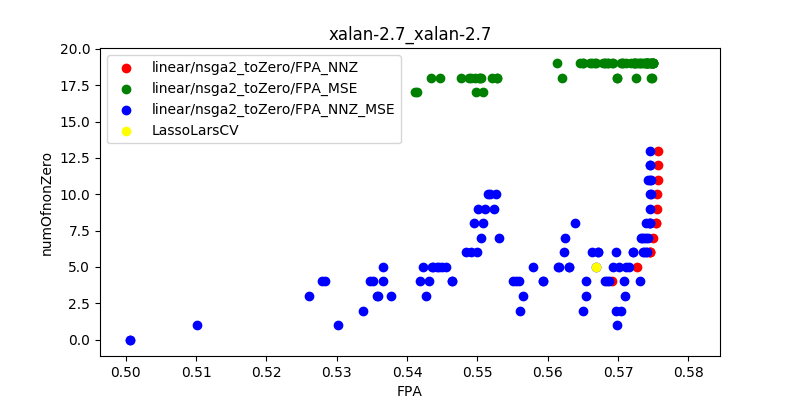 xalan-2.7_xalan-2.7
linear/nsga2_toZero/FPA_NNZ
linear/nsga2_toZero/FPA_MSE
linear/nsga2_toZero/FPA_NNZ_MSE
LassoLarsCV
numOfnonZero
20.0
17.5
15.0
12.5
10.0
7.5
5.0
2.5
0.0
0.50 0.51 0.52 0.53 0.54 0.55 0.56 0.57 0.58
FPA